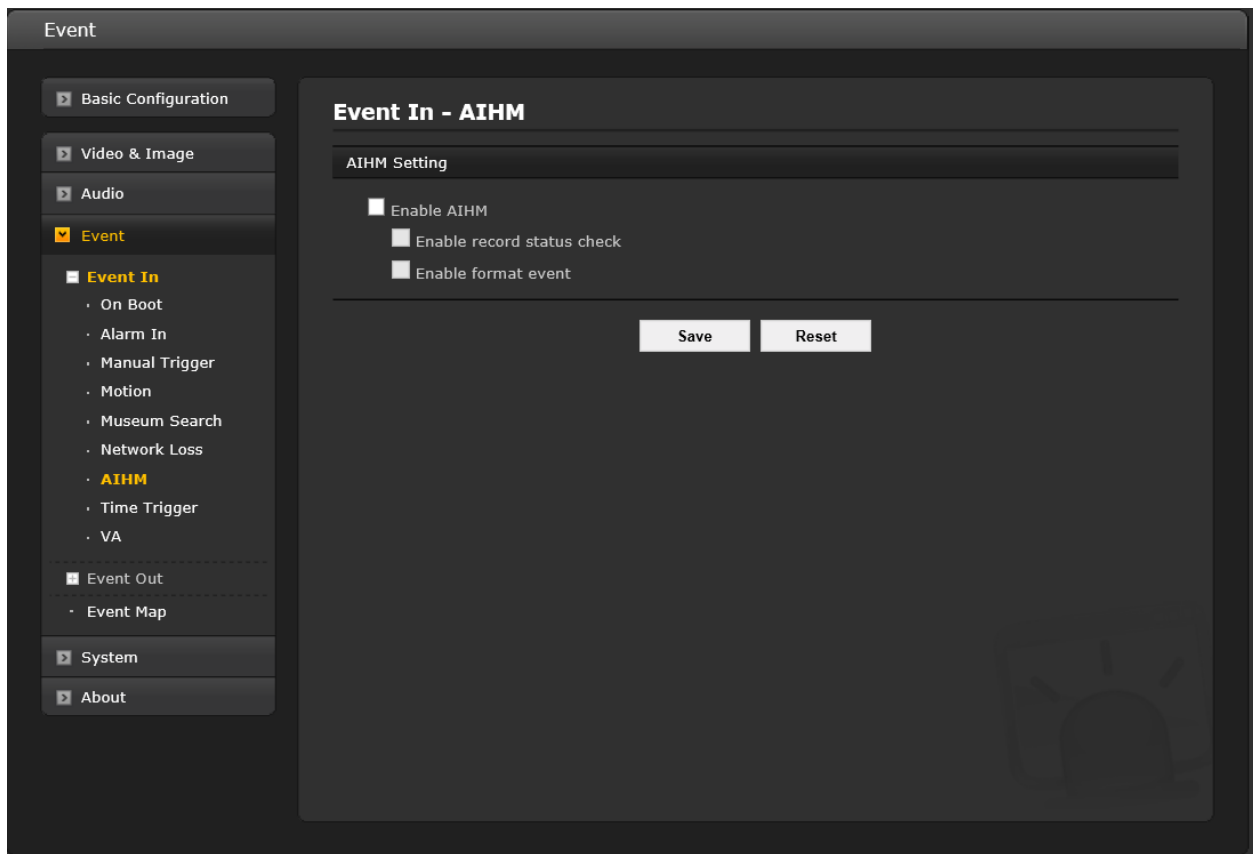 Event
Basic Configuration
Video & Image
Audio
Event
Event In
· On Boot
· Alarm In
· Manual Trigger
· Motion
· Museum Search
· Network Loss
· AIHM
· Time Trigger
· VA
Event Out
· Event Map
System
About
Event In - AIHM
AIHM Setting
Enable AIHM
Enable record status check
Enable format event
Save Reset